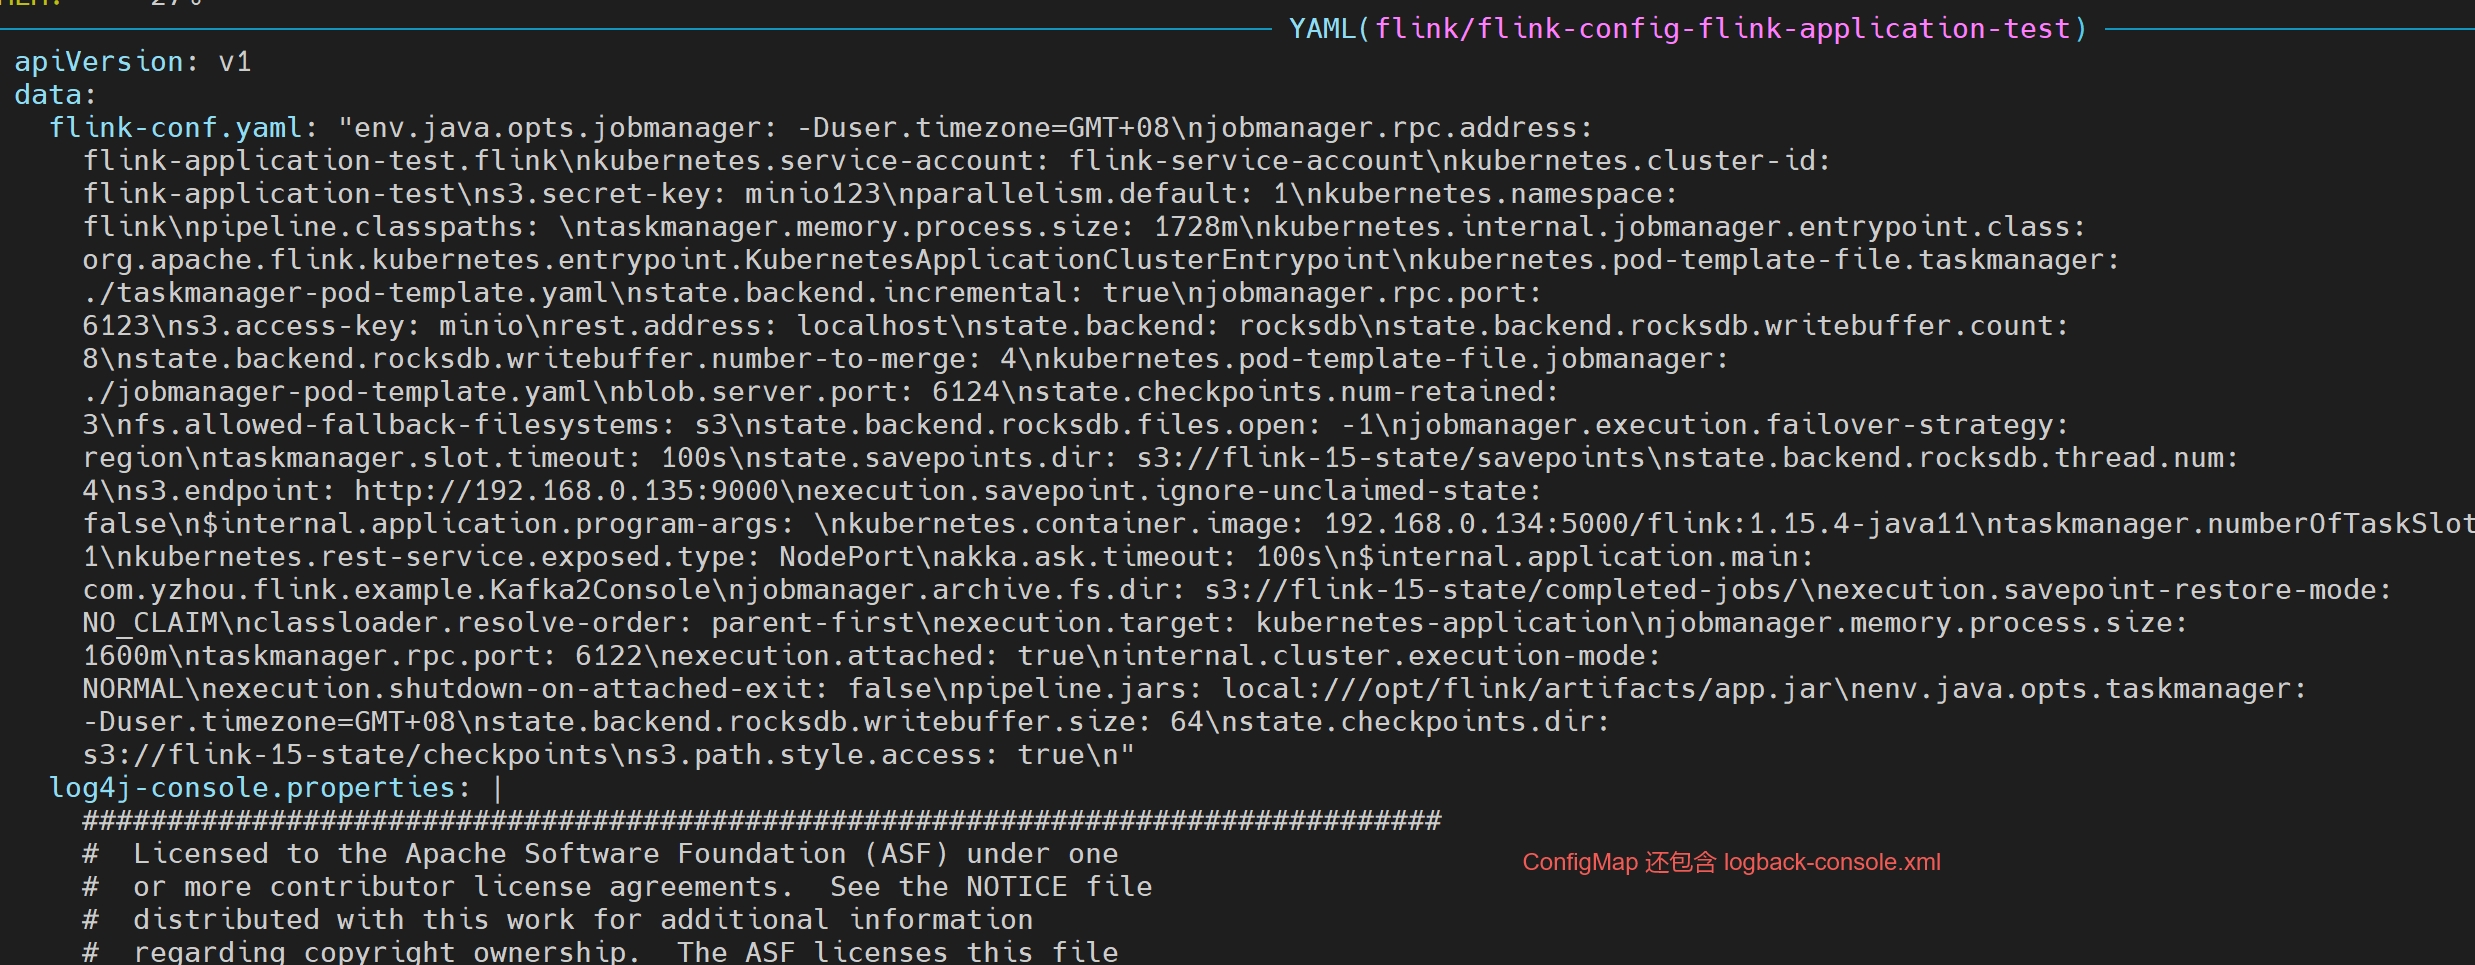 YAML(flink/flink-config-flink-application-test)
apiVersion: v1
data:
flink-conf.yaml: "env.java.opts.jobmanager: -Duser.timezone=GMT+08\njobmanager.rpc.address:
flink-application-test.flink\nkubernetes.service-account: flink-service-account\nkubernetes.cluster-id:
flink-application-test\ns3.secret-key: minio123\nparallelism.default: 1\nkubernetes.namespace:
flink\npipeline.classpaths: \ntaskmanager.memory.process.size: 1728m\nkubernetes.internal.jobmanager.entrypoint.class:
org.apache.flink.kubernetes.entrypoint.KubernetesApplicationClusterEntrypoint\nkubernetes.pod-template-file.taskmanager:
./taskmanager-pod-template.yaml\nstate.backend.incremental: true\njobmanager.rpc.port:
6123\ns3.access-key: minio\nrest.address: localhost\nstate.backend: rocksdb\nstate.backend.rocksdb.writebuffer.count:
8\nstate.backend.rocksdb.writebuffer.number-to-merge: 4\nkubernetes.pod-template-file.jobmanager:
./jobmanager-pod-template.yaml\nblob.server.port: 6124\nstate.checkpoints.num-retained:
3\nfs.allowed-fallback-filesystems: s3\nstate.backend.rocksdb.files.open: -1\njobmanager.execution.failover-strategy:
region\ntaskmanager.slot.timeout: 100s\nstate.savepoints.dir: s3://flink-15-state/savepoints\nstate.backend.rocksdb.thread.num:
4\ns3.endpoint: http://192.168.0.135:9000\nexecution.savepoint.ignore-unclaimed-state:
false\n$internal.application.program-args: \nkubernetes.container.image: 192.168.0.134:5000/flink:1.15.4-java11\ntaskmanager.numberOfTaskSlot
1\nkubernetes.rest-service.exposed.type: NodePort\nakka.ask.timeout: 100s\n$internal.application.main:
com.yzhou.flink.example.Kafka2Console\njobmanager.archive.fs.dir: s3://flink-15-state/completed-jobs/\nexecution.savepoint-restore-mode:
NO_CLAIM\nclassloader.resolve-order: parent-first\nexecution.target: kubernetes-application\njobmanager.memory.process.size:
1600m\ntaskmanager.rpc.port: 6122\nexecution.attached: true\ninternal.cluster.execution-mode:
NORMAL\nexecution.shutdown-on-attached-exit: false\npipeline.jars: local:///opt/flink/artifacts/app.jar\nenv.java.opts.taskmanager:
-Duser.timezone=GMT+08\nstate.backend.rocksdb.writebuffer.size: 64\nstate.checkpoints.dir:
s3://flink-15-state/checkpoints\ns3.path.style.access: true\n"
log4j-console.properties: |
################################################################################
# Licensed to the Apache Software Foundation (ASF) under one
ConfigMap 还包含 logback-console.xml
# or more contributor license agreements. See the NOTICE file
# distributed with this work for additional information
# regarding copyright ownership. The ASF licenses this file